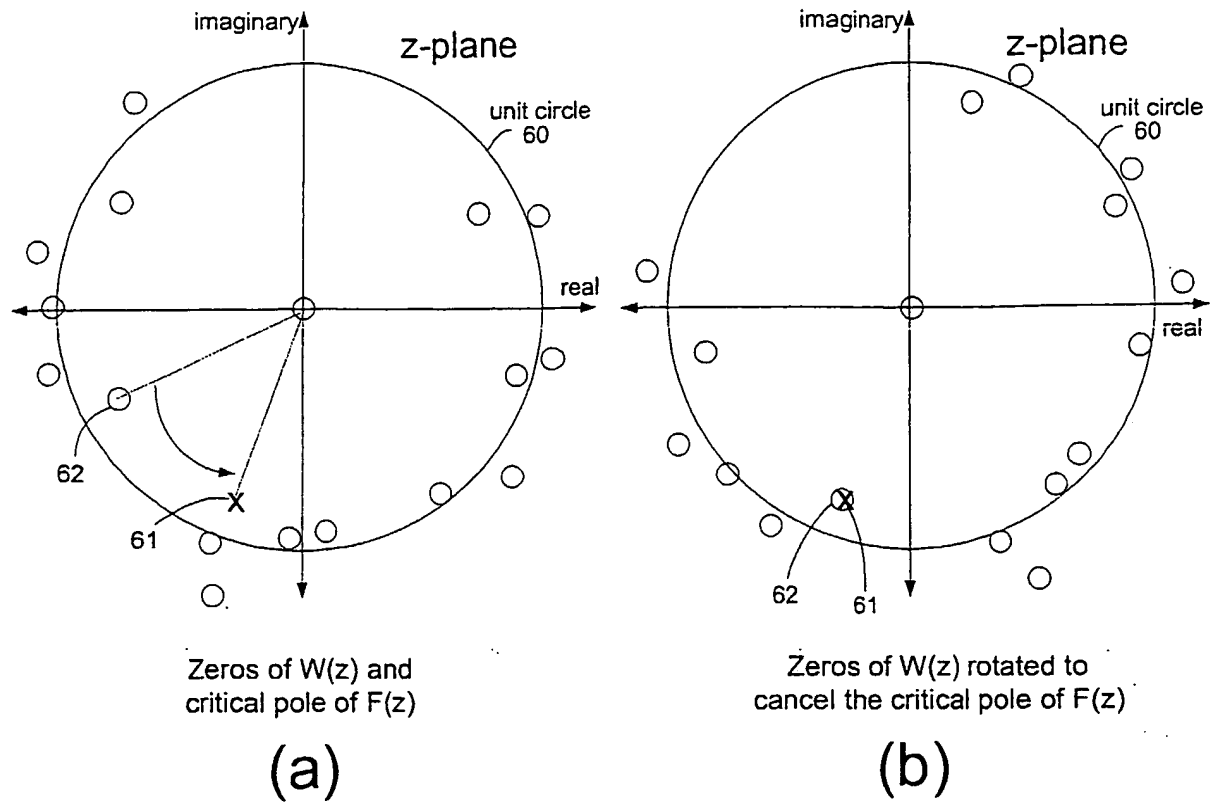 imaginary
z-plane
unit circle
60
real
62
61
Zeros of W(z) and
critical pole of F(z)
(a)
imaginary
z-plane
unit circle
60
real
62
61
Zeros of W(z) rotated to
cancel the critical pole of F(z)
(b)